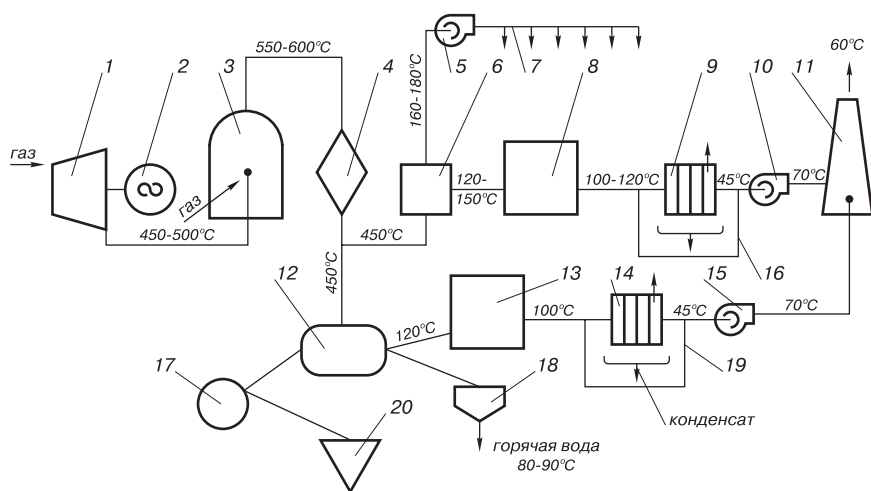 550-600°C
1
2
3
4
5
7
6
8
9
10
11
60°C
160-180°C
газ
газ
120-
150°C
100-120°C
45°C
70°C
450-500°C
450°C
450°C
16
12
13
14
15
120°C
100°C
45°C
70°C
17
18
19
20
конденсат
горячая вода
80-90°C